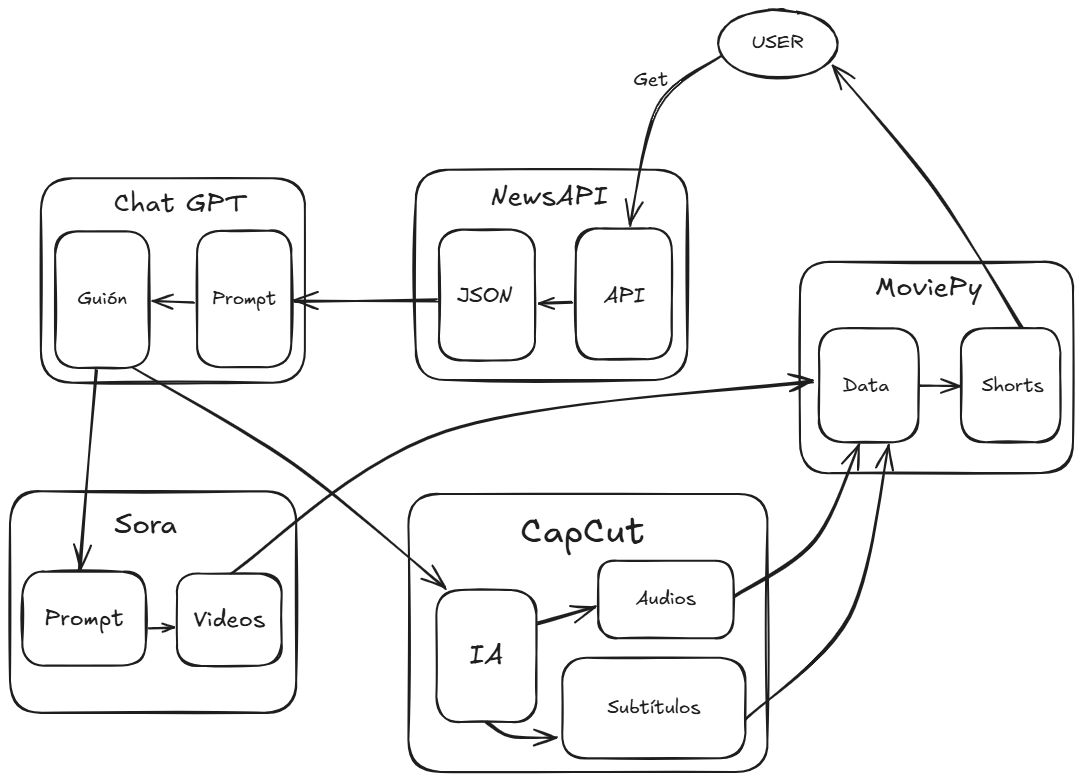 USER
Get
Chat GPT
Guión
Prompt
NewsAPI
JSON
API
MoviePy
Data
Shorts
Sora
Prompt
Videos
CapCut
IA
Audios
Subtítulos